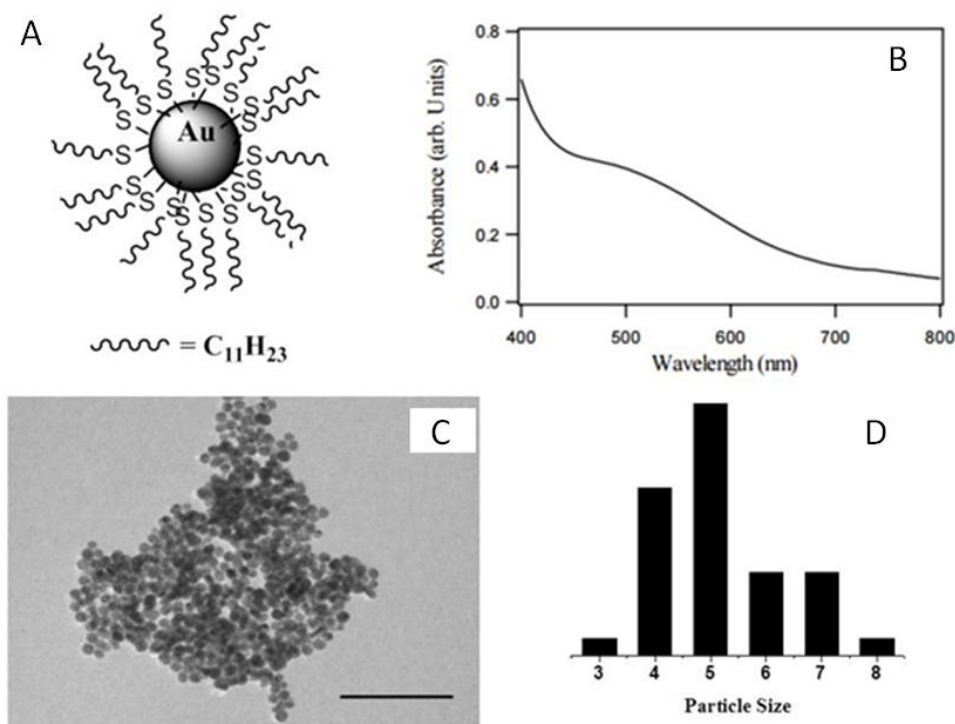 A
S S S S S S S S S S S S S S S S S S
Au
= C₁₁H₂₃
B
Absorbance (arb. Units)
0.8
0.6
0.4
0.2
0.0
400 500 600 700 800
Wavelength (nm)
C
D
3 4 5 6 7 8
Particle Size